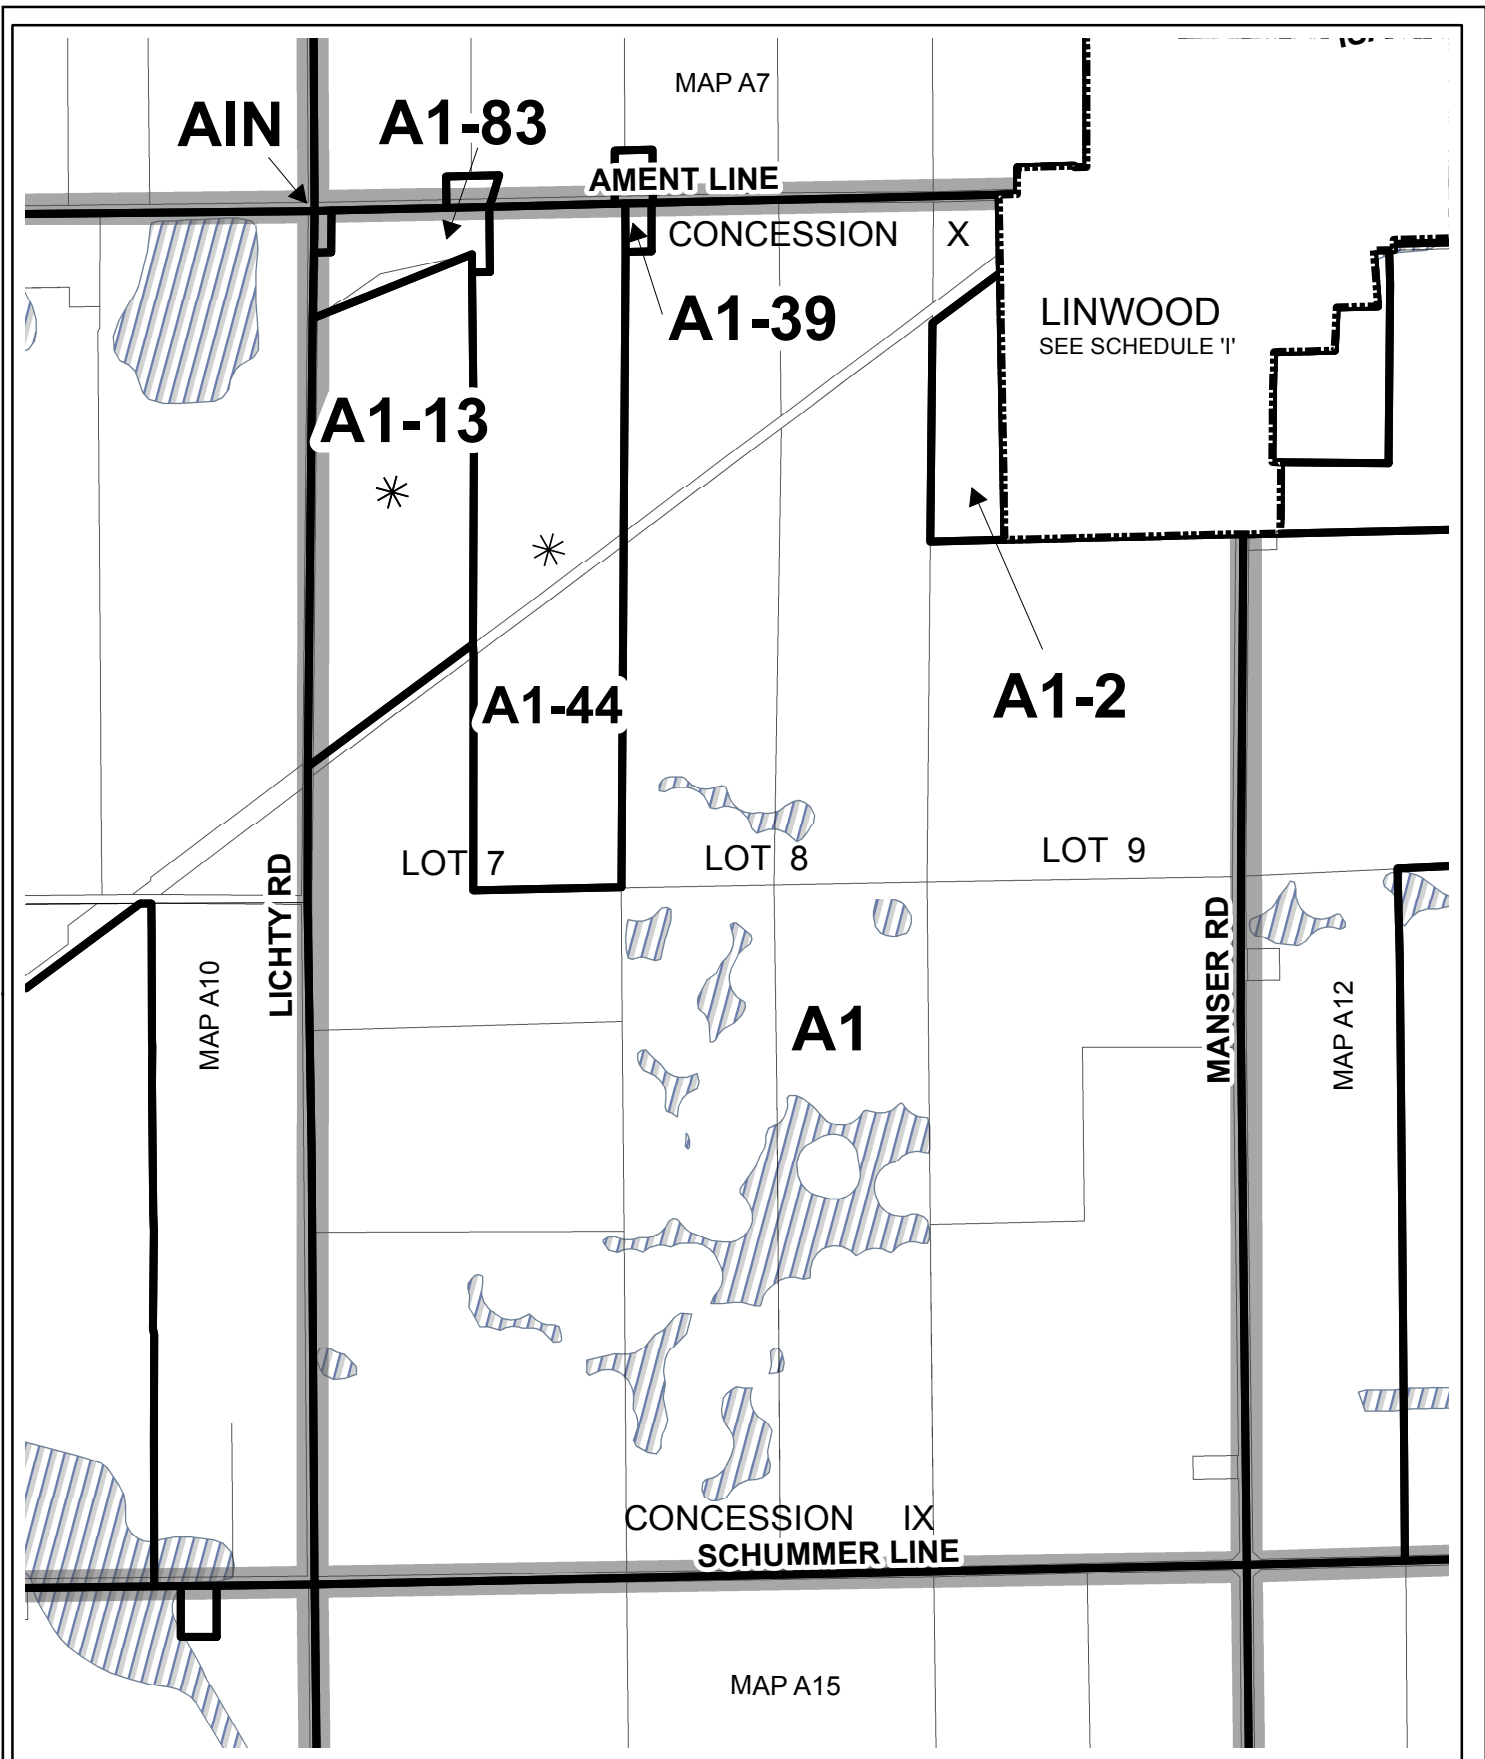 MAP A7
AIN
A1-83
AMENT LINE
CONCESSION X
A1-39
LINWOOD
SEE SCHEDULE 'I'
A1-13
A1-44
A1-2
LOT 7
LOT 8
LOT 9
LICHTY RD
MANSER RD
MAP A10
A1
MAP A12
CONCESSION IX
SCHUMMER LINE
MAP A15